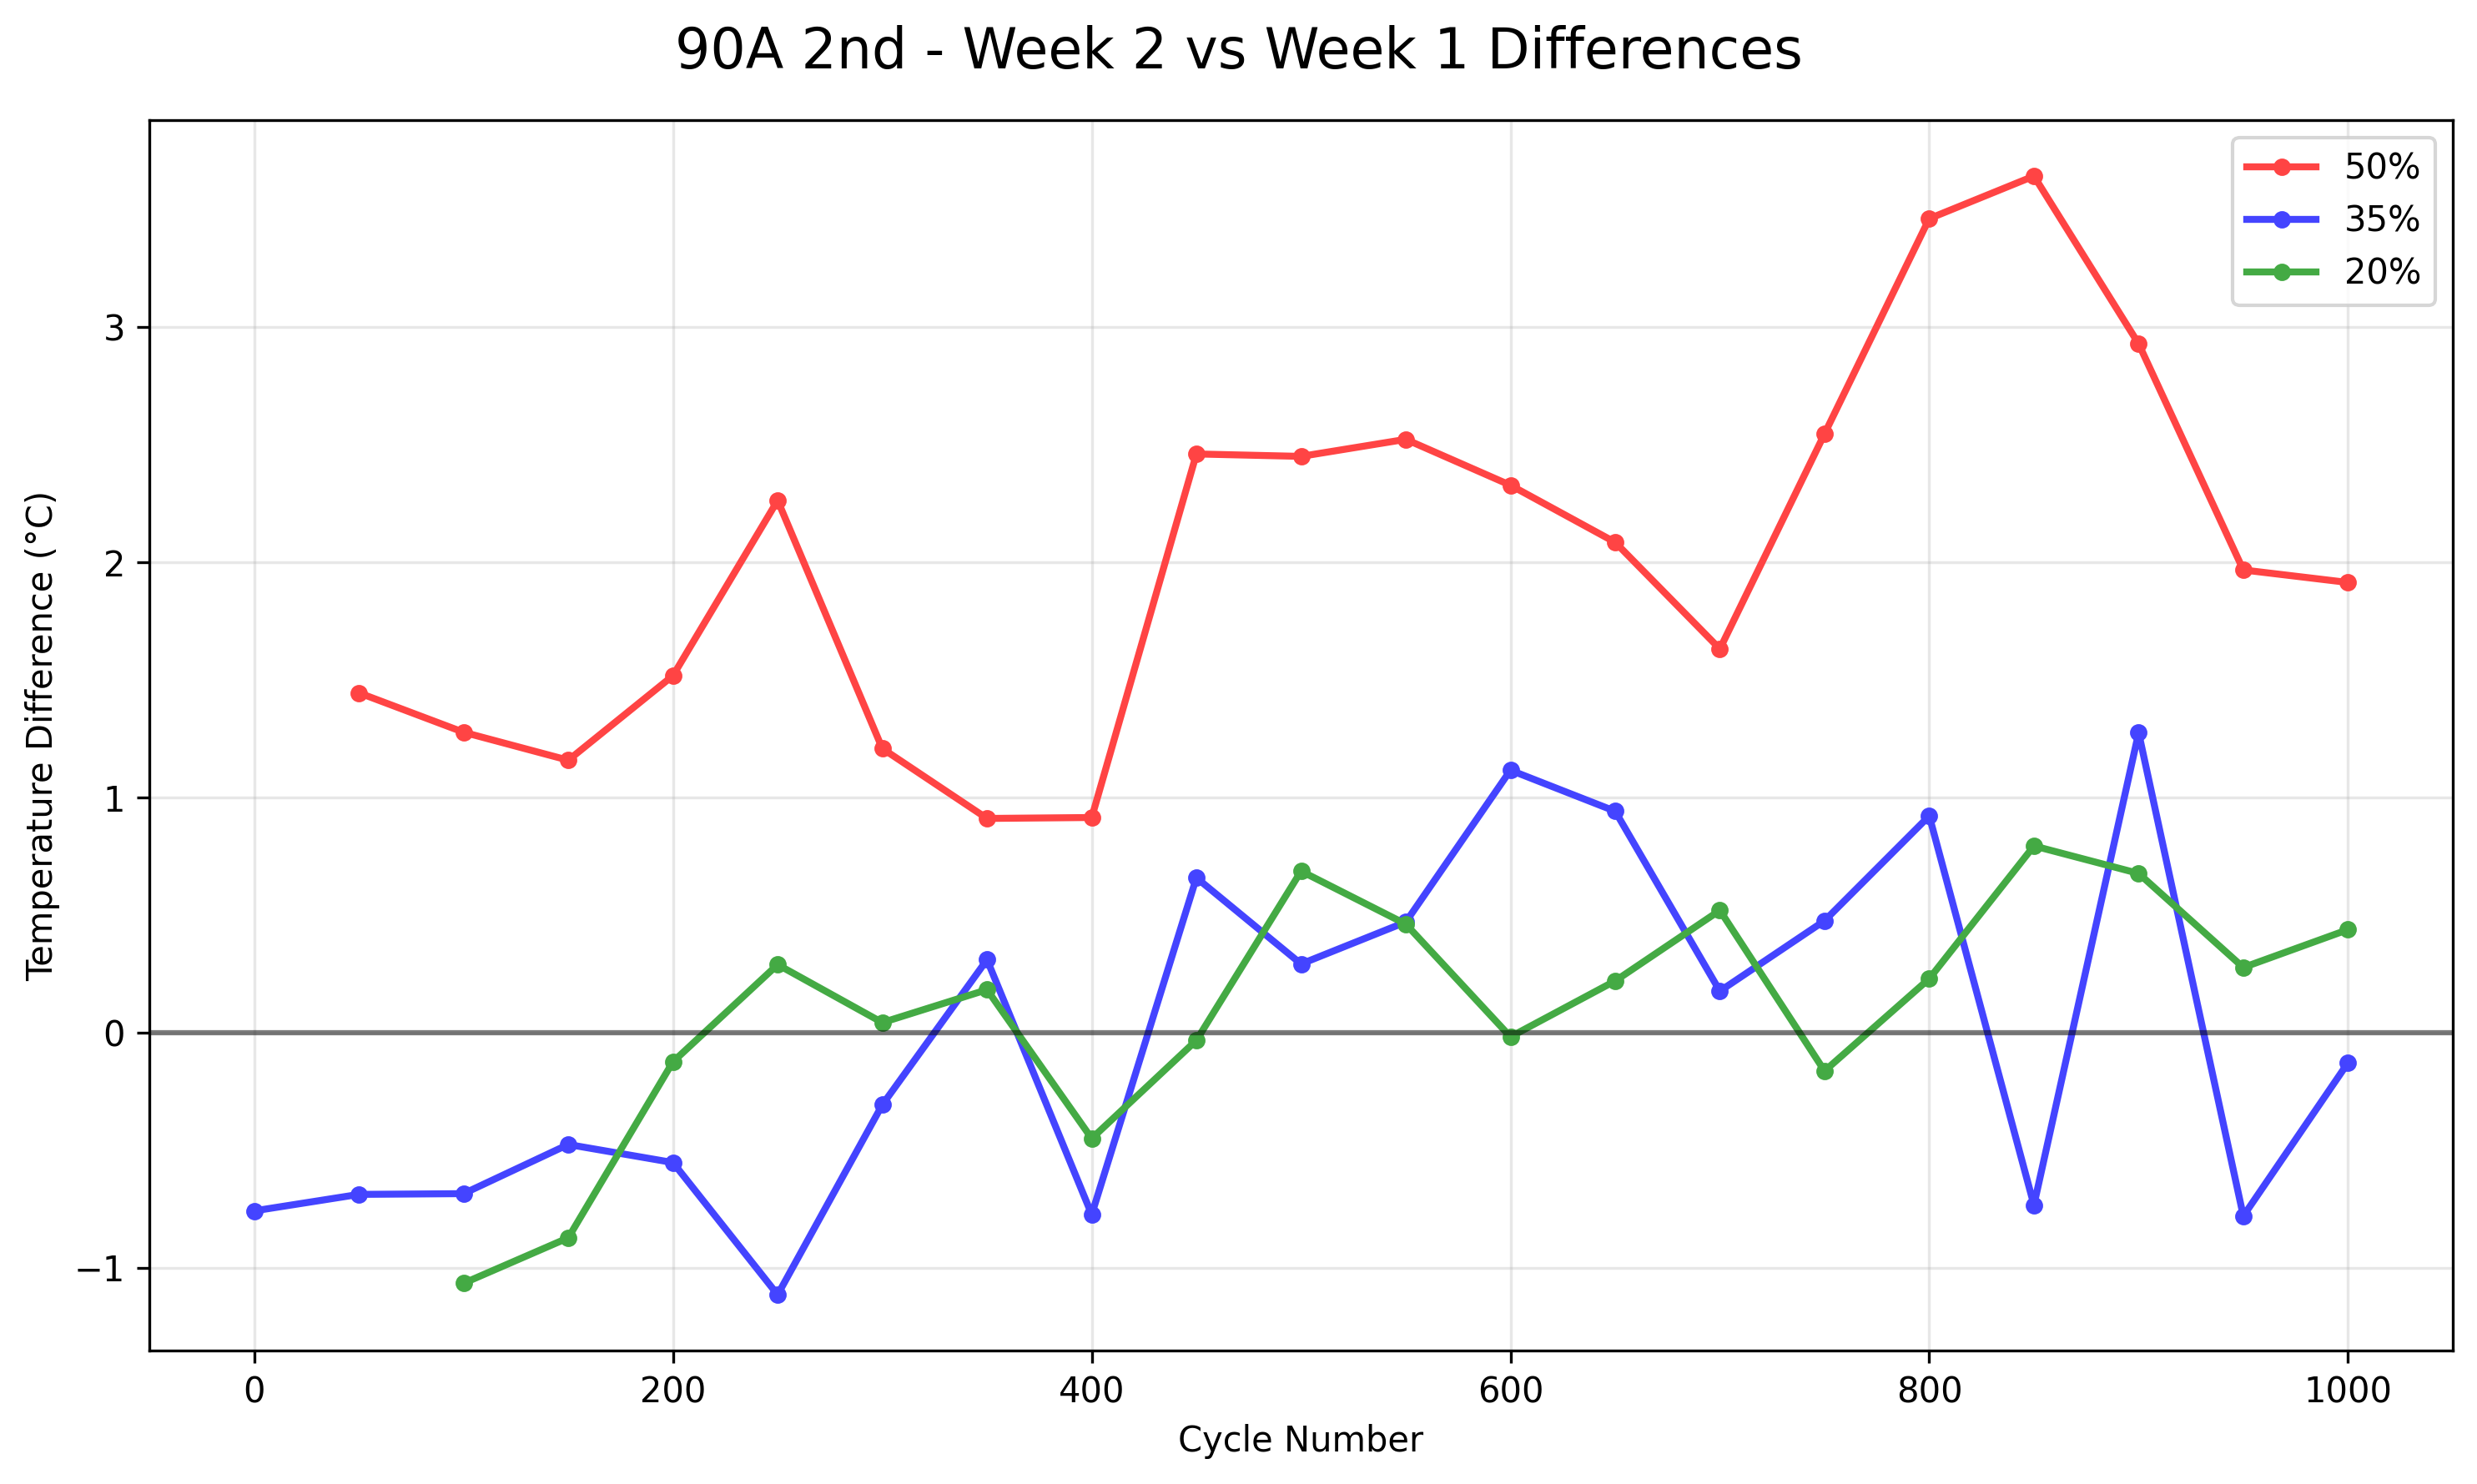 90A 2nd - Week 2 vs Week 1 Differences
50%
35%
20%
Temperature Difference (°C)
3
2
1
0
−1
0 200 400 600 800 1000
Cycle Number